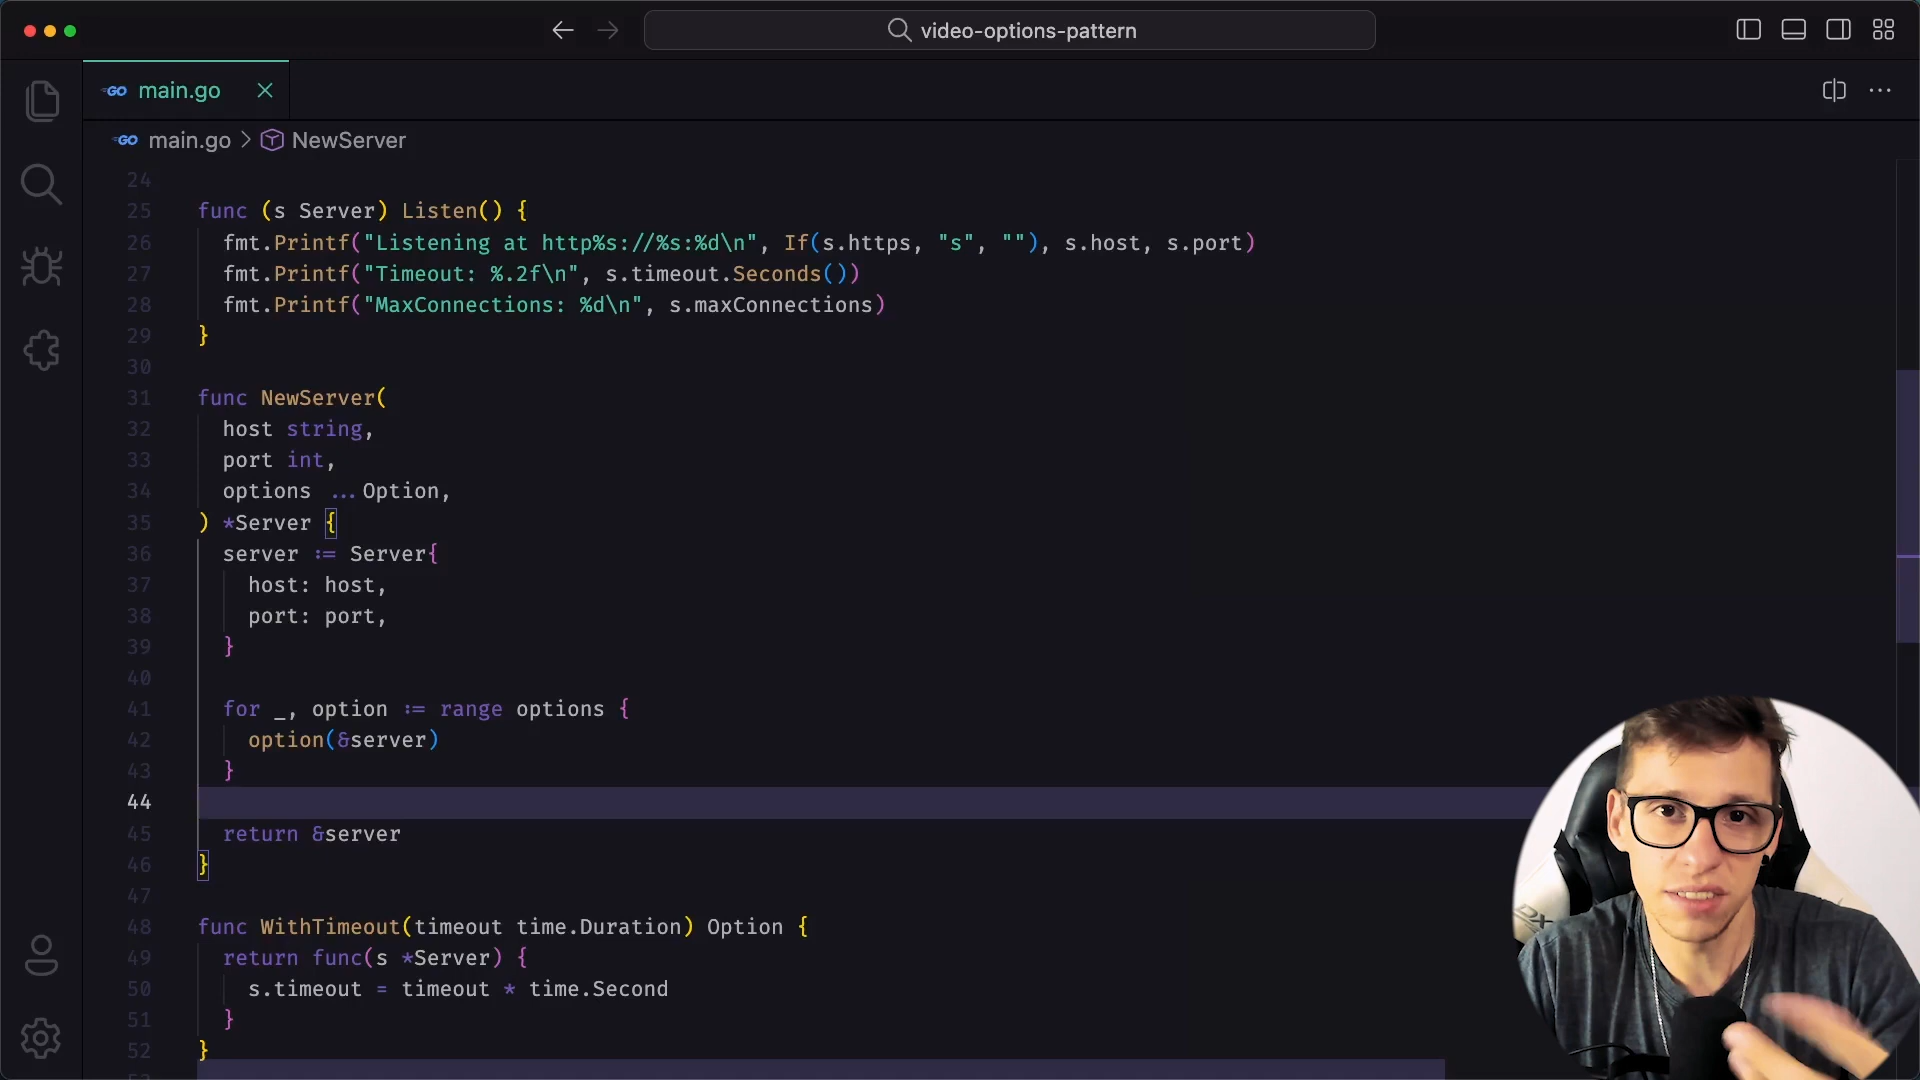 video-options-pattern
GO main.go
GO main.go > NewServer
24
25 func (s Server) Listen() {
26 fmt.Printf("Listening at http%s://%s:%d\n", If(s.https, "s", ""), s.host, s.port)
27 fmt.Printf("Timeout: %.2f\n", s.timeout.Seconds())
28 fmt.Printf("MaxConnections: %d\n", s.maxConnections)
29 }
30
31 func NewServer(
32 host string,
33 port int,
34 options ...Option,
35 ) *Server {
36 server := Server{
37 host: host,
38 port: port,
39 }
40
41 for _, option := range options {
42 option(&server)
43 }
44
45 return &server
46 }
47
48 func WithTimeout(timeout time.Duration) Option {
49 return func(s *Server) {
50 s.timeout = timeout * time.Second
51 }
52 }